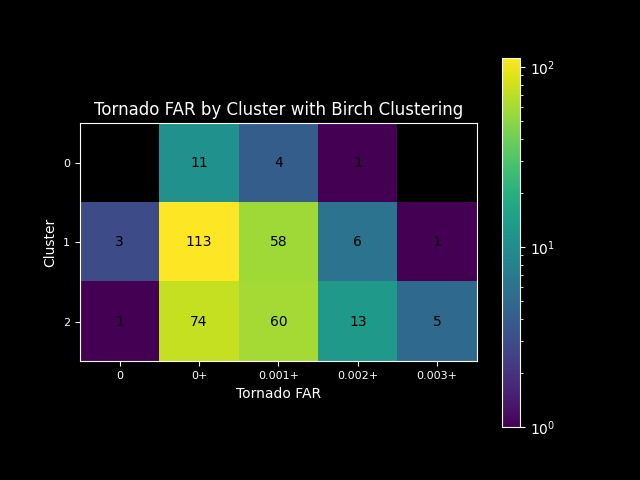 Tornado FAR by Cluster with Birch Clustering
Cluster
0 11 4 1
1 3 113 58 6 1
2 1 74 60 13 5
0 0+ 0.001+ 0.002+ 0.003+
Tornado FAR
10²
10¹
10⁰